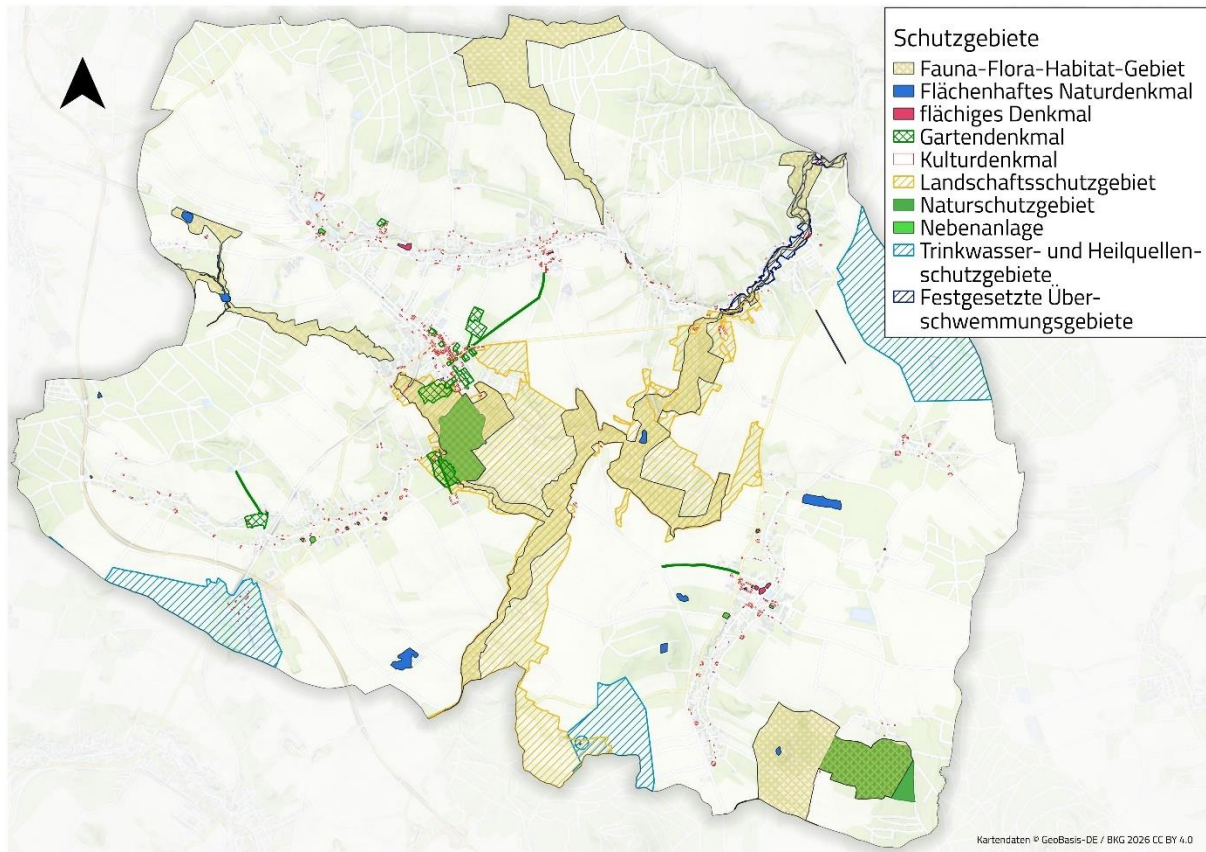 Schutzgebiete
Fauna-Flora-Habitat-Gebiet
Flächenhaftes Naturdenkmal
flächiges Denkmal
Gartendenkmal
Kulturdenkmal
Landschaftsschutzgebiet
Naturschutzgebiet
Nebenanlage
Trinkwasser- und Heilquellen-
schutzgebiete
Festgesetzte Über-
schwemmungsgebiete
Kartendaten © GeoBasis-DE / BKG 2026 CC BY 4.0